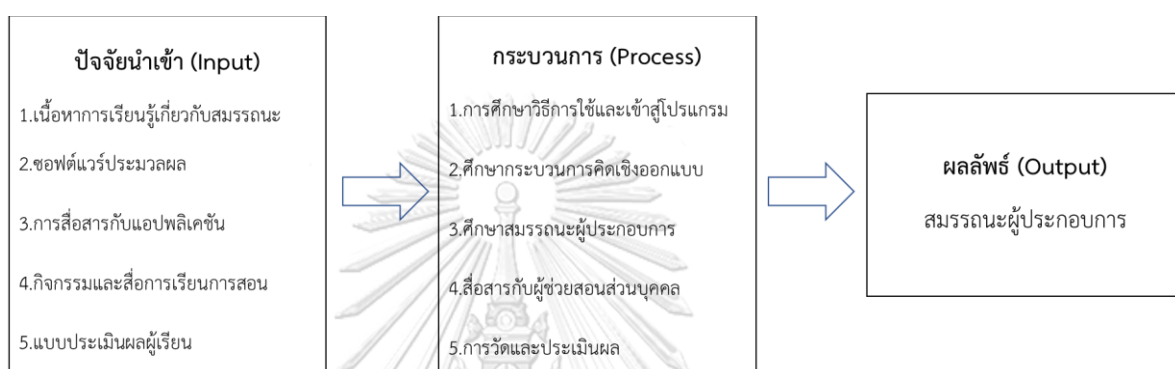 ปัจจัยนำเข้า (Input)
1.เนื้อหาการเรียนรู้เกี่ยวกับสมรรถนะ
2.ซอฟต์แวร์ประมวลผล
3.การสื่อสารกับแอปพลิเคชัน
4.กิจกรรมและสื่อการเรียนการสอน
5.แบบประเมินผลผู้เรียน
กระบวนการ (Process)
1.การศึกษาวิธีการใช้และเข้าสู่โปรแกรม
2.ศึกษากระบวนการคิดเชิงออกแบบ
3.ศึกษาสมรรถนะผู้ประกอบการ
4.สื่อสารกับผู้ช่วยสอนส่วนบุคคล
5.การวัดและประเมินผล
ผลลัพธ์ (Output)
สมรรถนะผู้ประกอบการ